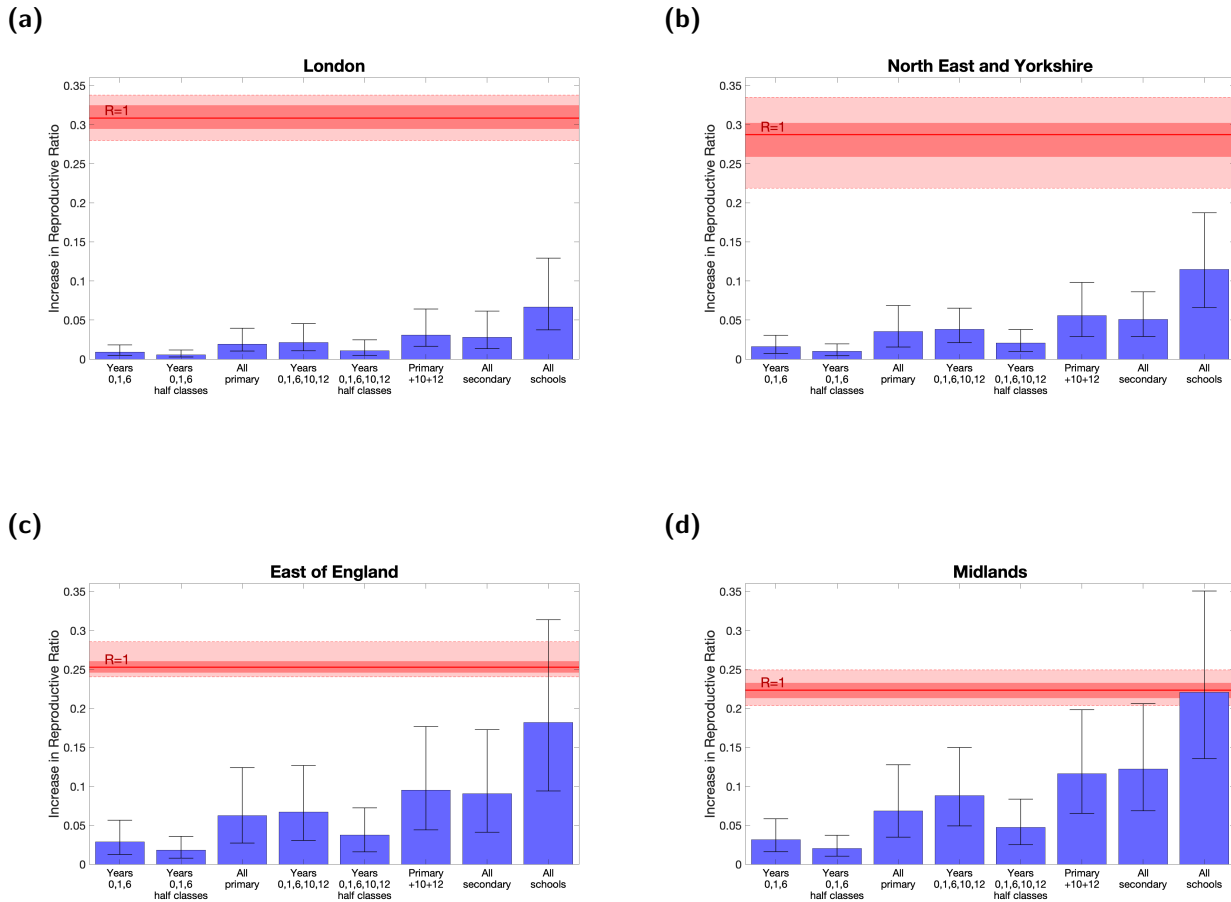 (a)
London
Increase in Reproductive Ratio
0.35
0.3
0.25
0.2
0.15
0.1
0.05
0
R=1
Years Years All Years Years Primary All All
0,1,6 0,1,6 primary 0,1,6,10,12 0,1,6,10,12 +10+12 secondary schools
half classes half classes
(b)
North East and Yorkshire
Increase in Reproductive Ratio
0.35
0.3
0.25
0.2
0.15
0.1
0.05
0
R=1
Years Years All Years Years Primary All All
0,1,6 0,1,6 primary 0,1,6,10,12 0,1,6,10,12 +10+12 secondary schools
half classes half classes
(c)
East of England
Increase in Reproductive Ratio
0.35
0.3
0.25
0.2
0.15
0.1
0.05
0
R=1
Years Years All Years Years Primary All All
0,1,6 0,1,6 primary 0,1,6,10,12 0,1,6,10,12 +10+12 secondary schools
half classes half classes
(d)
Midlands
Increase in Reproductive Ratio
0.35
0.3
0.25
0.2
0.15
0.1
0.05
0
R=1
Years Years All Years Years Primary All All
0,1,6 0,1,6 primary 0,1,6,10,12 0,1,6,10,12 +10+12 secondary schools
half classes half classes